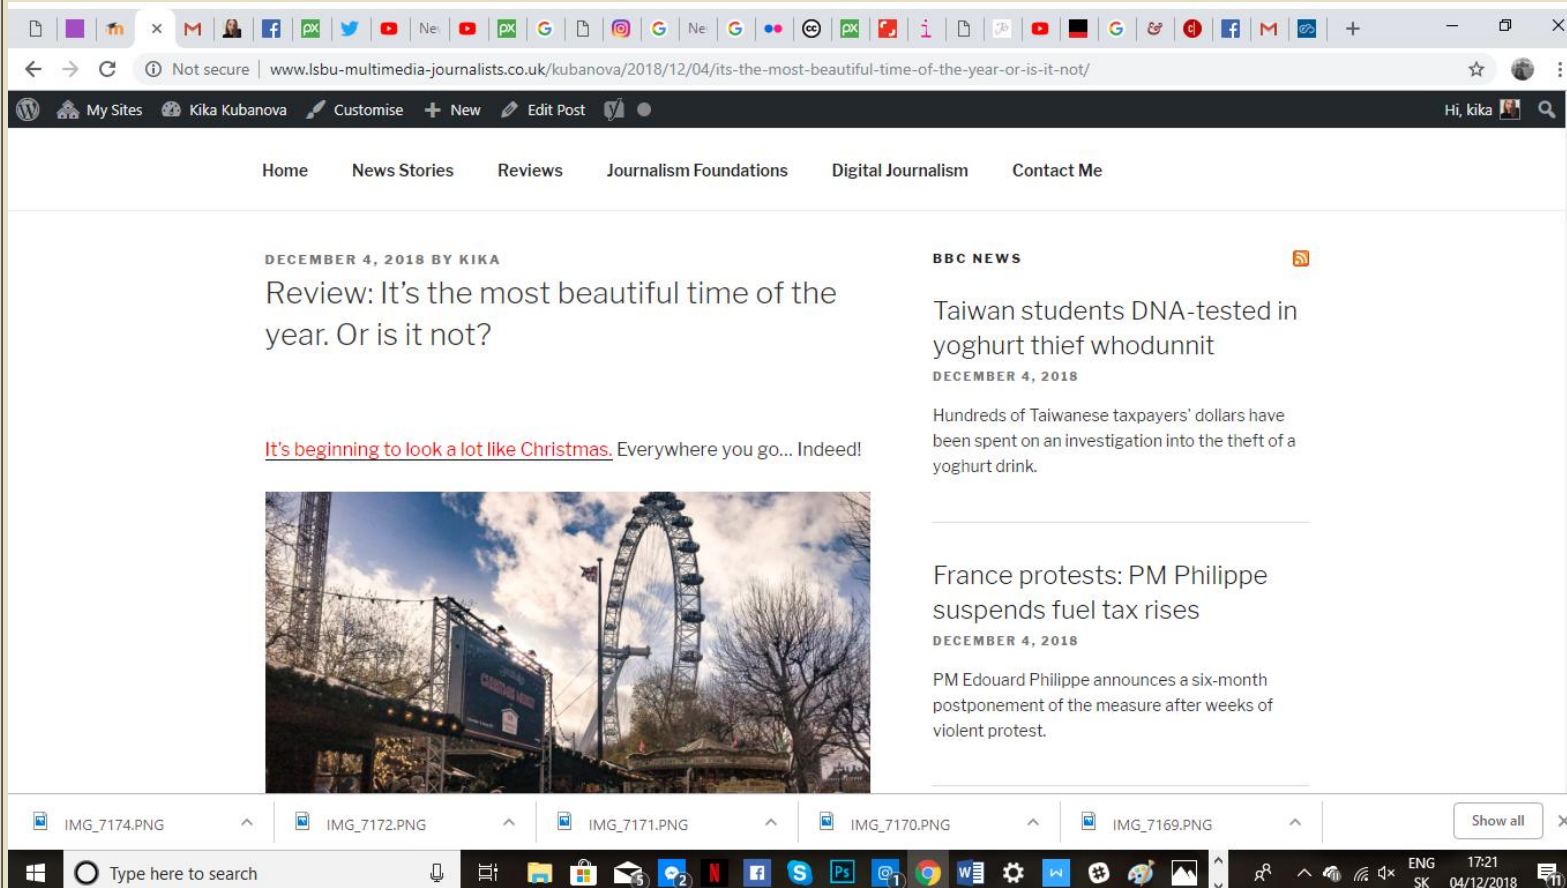 Ne
Ne
Not secure | www.lsbu-multimedia-journalists.co.uk/kubanova/2018/12/04/its-the-most-beautiful-time-of-the-year-or-is-it-not/
My Sites Kika Kubanova Customise + New Edit Post Hi, kika
Home News Stories Reviews Journalism Foundations Digital Journalism Contact Me
DECEMBER 4, 2018 BY KIKA
Review: It's the most beautiful time of the
year. Or is it not?
It's beginning to look a lot like Christmas. Everywhere you go... Indeed!
CHRISTMAS MARKET
BBC NEWS
Taiwan students DNA-tested in
yoghurt thief whodunnit
DECEMBER 4, 2018
Hundreds of Taiwanese taxpayers' dollars have
been spent on an investigation into the theft of a
yoghurt drink.
France protests: PM Philippe
suspends fuel tax rises
DECEMBER 4, 2018
PM Edouard Philippe announces a six-month
postponement of the measure after weeks of
violent protest.
IMG_7174.PNG IMG_7172.PNG IMG_7171.PNG IMG_7170.PNG IMG_7169.PNG Show all
Type here to search ENG 17:21
SK 04/12/2018